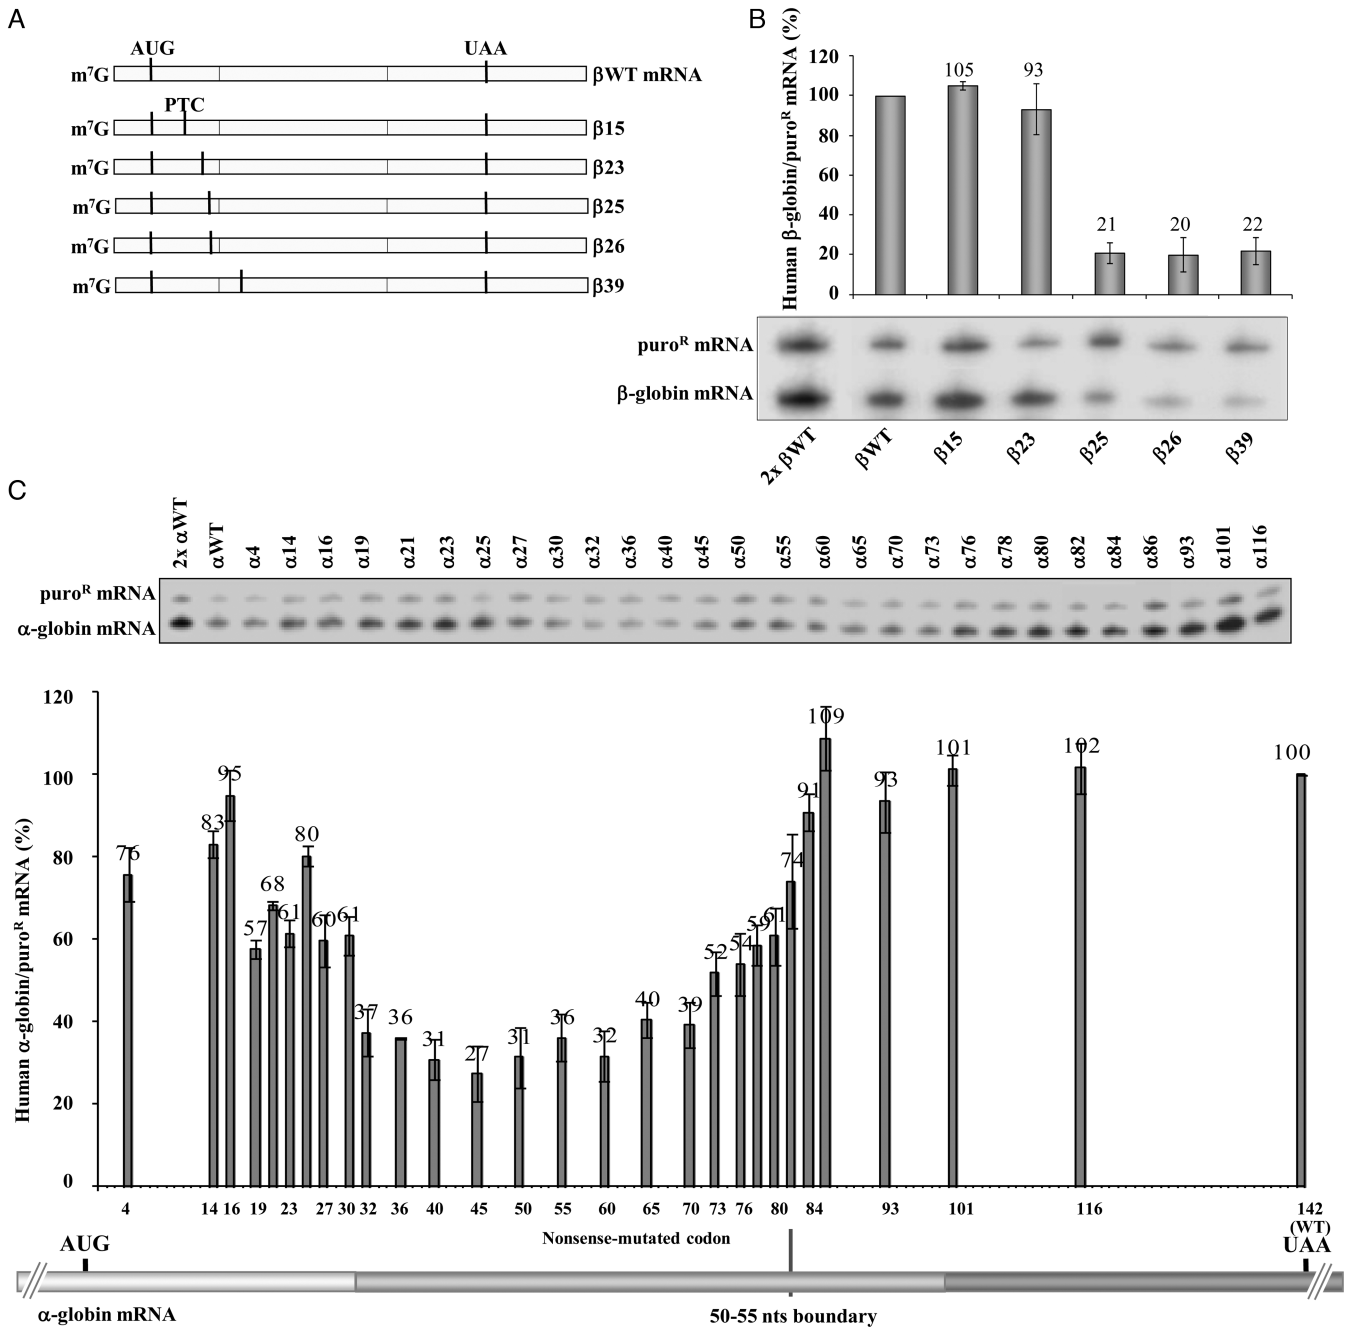 A
AUG UAA
m⁷G βWT mRNA
PTC
m⁷G β15
m⁷G β23
m⁷G β25
m⁷G β26
m⁷G β39
B
Human β-globin/puroᴿ mRNA (%)
120
100
80
60
40
20
0
105 93 21 20 22
puroᴿ mRNA
β-globin mRNA
2x βWT βWT β15 β23 β25 β26 β39
C
2x αWT αWT α4 α14 α16 α19 α21 α23 α25 α27 α30 α32 α36 α40 α45 α50 α55 α60 α65 α70 α73 α76 α78 α80 α82 α84 α86 α93 α101 α116
puroᴿ mRNA
α-globin mRNA
Human α-globin/puroᴿ mRNA (%)
120
100
80
60
40
20
0
76 83 95 57 68 61 80 60 61 37 36 31 27 31 36 32 40 39 52 54 59 61 74 91 109 93 101 102 100
4 14 16 19 23 27 30 32 36 40 45 50 55 60 65 70 73 76 80 84 93 101 116 142
(WT)
Nonsense-mutated codon
AUG UAA
α-globin mRNA
50-55 nts boundary